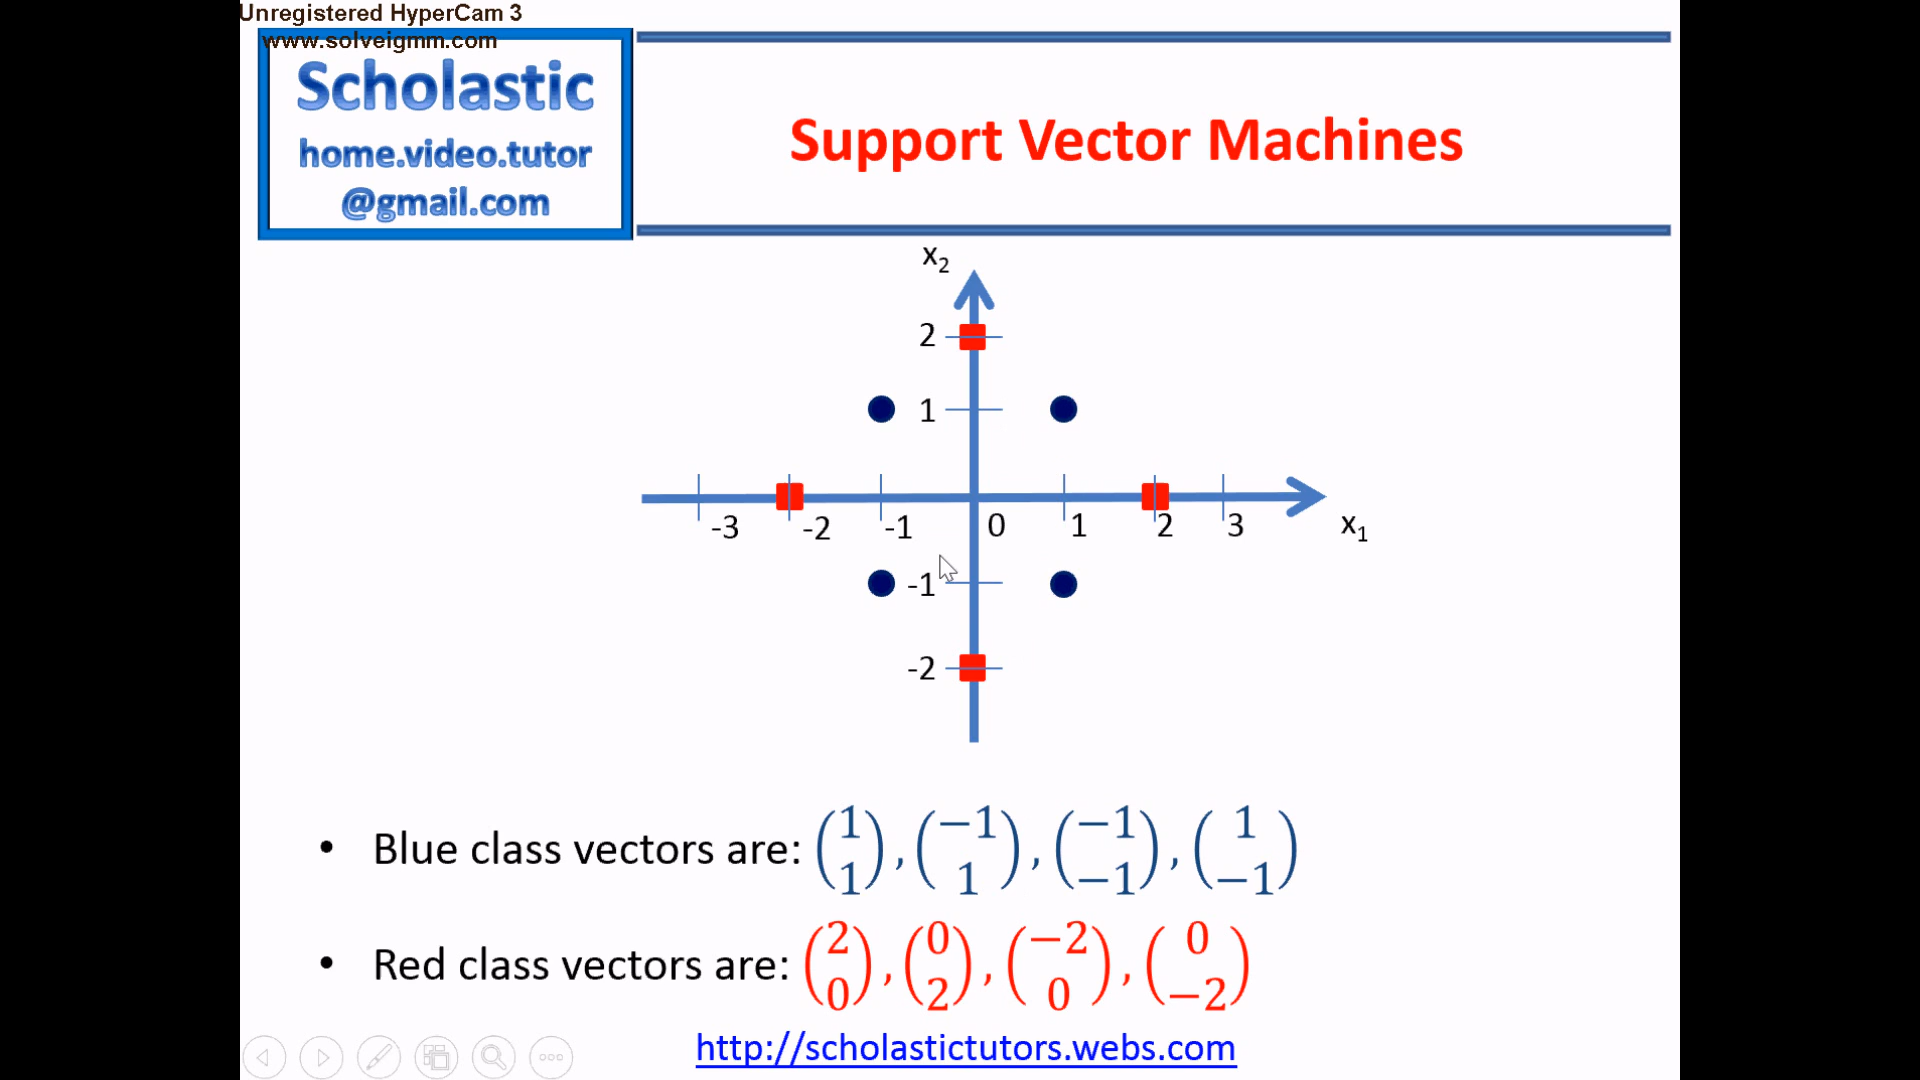 Unregistered HyperCam 3
www.solveigmm.com
Scholastic
home.video.tutor
@gmail.com
Support Vector Machines
x₂
2
1
-3 -2 -1 0 1 2 3
x₁
-1
-2
• Blue class vectors are: (1 1), (−1 1), (−1 −1), (1 −1)
• Red class vectors are: (2 0), (0 2), (−2 0), (0 −2)
http://scholastictutors.webs.com